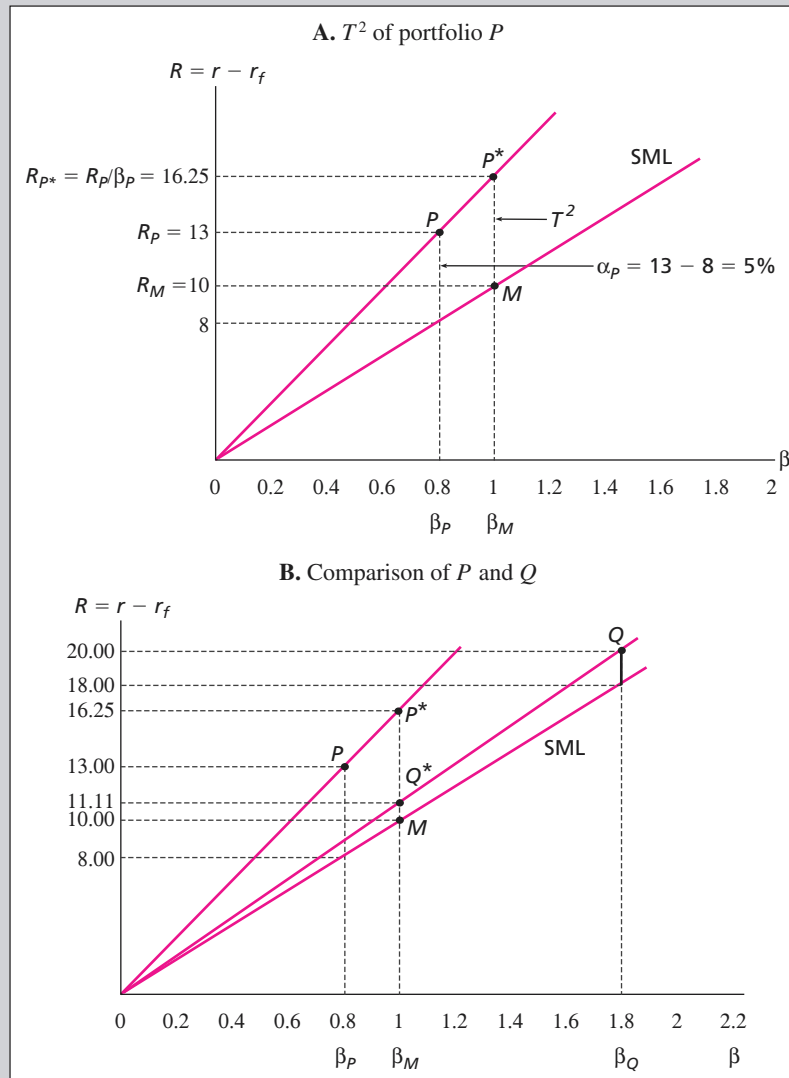 A. T² of portfolio P
R = r – r_f
P*
SML
R_P* = R_P/β_P = 16.25
P
T²
R_P = 13
α_P = 13 – 8 = 5%
R_M =10
M
8
β
0 0.2 0.4 0.6 0.8 1 1.2 1.4 1.6 1.8 2
β_P β_M
B. Comparison of P and Q
R = r – r_f
Q
20.00
18.00
16.25
P*
P
SML
13.00
Q*
11.11
10.00
M
8.00
0 0.2 0.4 0.6 0.8 1 1.2 1.4 1.6 1.8 2 2.2
β_P β_M β_Q β